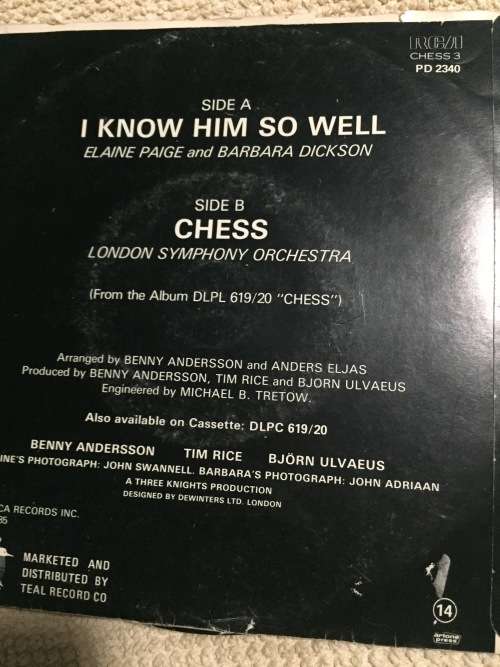 RCA
CHESS 3
PD 2340
SIDE A
I KNOW HIM SO WELL
ELAINE PAIGE and BARBARA DICKSON
SIDE B
CHESS
LONDON SYMPHONY ORCHESTRA
(From the Album DLPL 619/20 "CHESS")
Arranged by BENNY ANDERSSON and ANDERS ELJAS
Produced by BENNY ANDERSSON, TIM RICE and BJORN ULVAEUS
Engineered by MICHAEL B. TRETOW.
Also available on Cassette: DLPC 619/20
BENNY ANDERSSON TIM RICE BJÖRN ULVAEUS
INE'S PHOTOGRAPH: JOHN SWANNELL. BARBARA'S PHOTOGRAPH: JOHN ADRIAAN
A THREE KNIGHTS PRODUCTION
DESIGNED BY DEWINTERS LTD. LONDON
CA RECORDS INC.
85
MARKETED AND
DISTRIBUTED BY
TEAL RECORD CO
14
artone
press